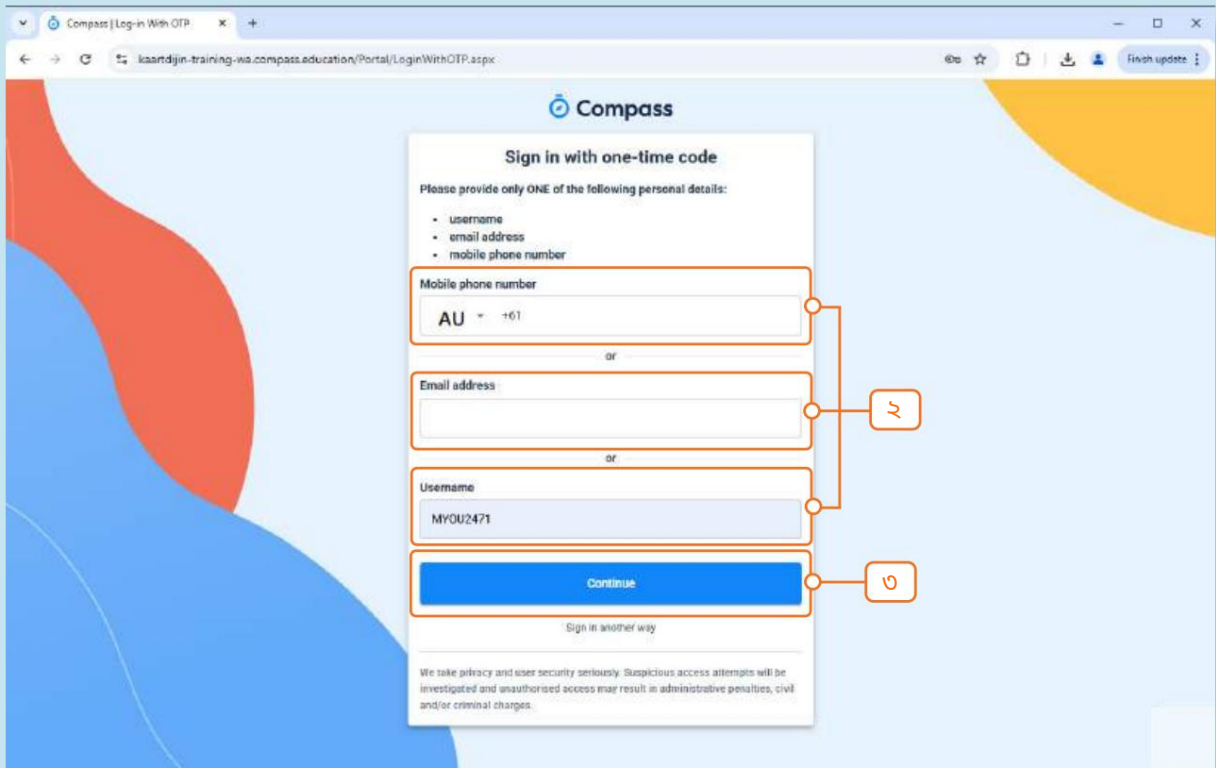 Compass | Log-in With OTP
kaartdijin-training-wa.compass.education/Portal/LoginWithOTP.aspx
Finish update
Compass
Sign in with one-time code
Please provide only ONE of the following personal details:
• username
• email address
• mobile phone number
Mobile phone number
AU +61
or
Email address
২
or
Username
MYOU2471
Continue
৩
Sign in another way
We take privacy and user security seriously. Suspicious access attempts will be
investigated and unauthorised access may result in administrative penalties, civil
and/or criminal charges.